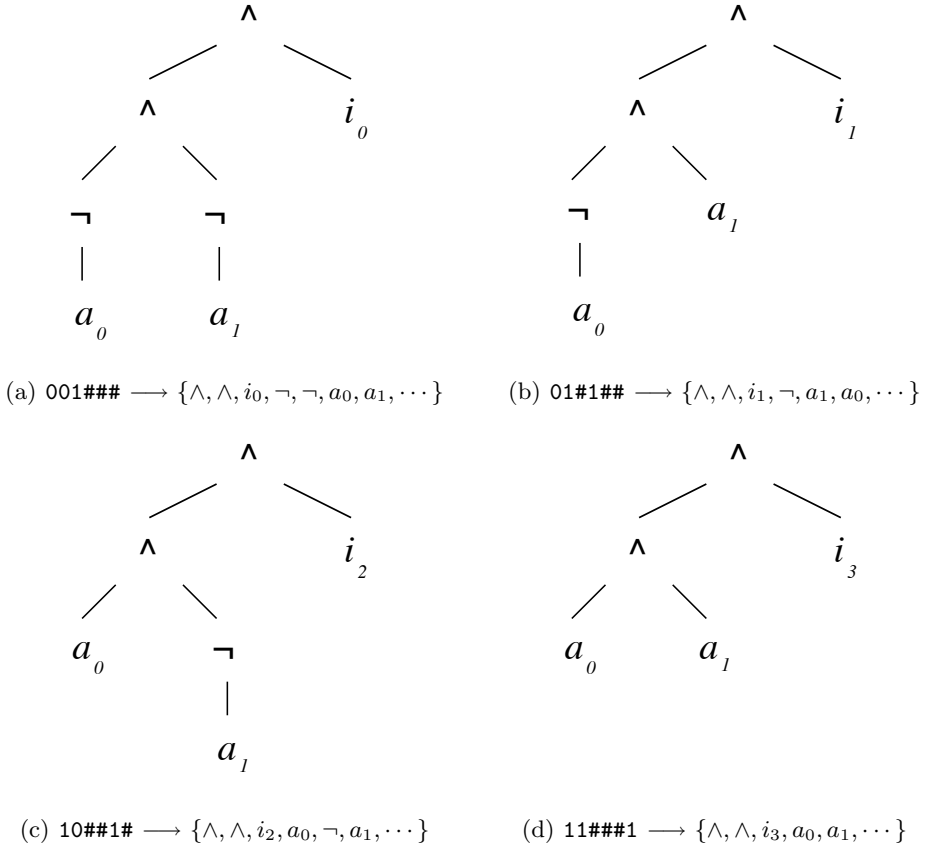 ∧ ∧
∧ i₀ ∧ i₁
¬ ¬ ¬ a₁
a₀ a₁ a₀
(a) 001### ⟶ {∧, ∧, i₀, ¬, ¬, a₀, a₁, ···}
(b) 01#1## ⟶ {∧, ∧, i₁, ¬, a₁, a₀, ···}
∧ ∧
∧ i₂ ∧ i₃
a₀ ¬ a₀ a₁
a₁
(c) 10##1# ⟶ {∧, ∧, i₂, a₀, ¬, a₁, ···}
(d) 11###1 ⟶ {∧, ∧, i₃, a₀, a₁, ···}